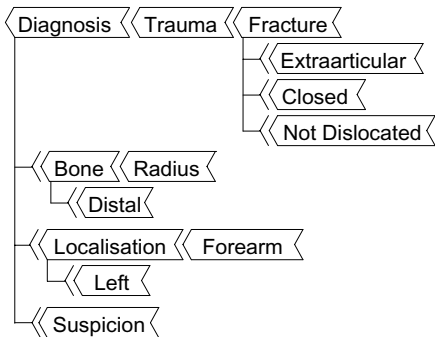 Diagnosis Trauma Fracture
Extraarticular
Closed
Not Dislocated
Bone Radius
Distal
Localisation Forearm
Left
Suspicion